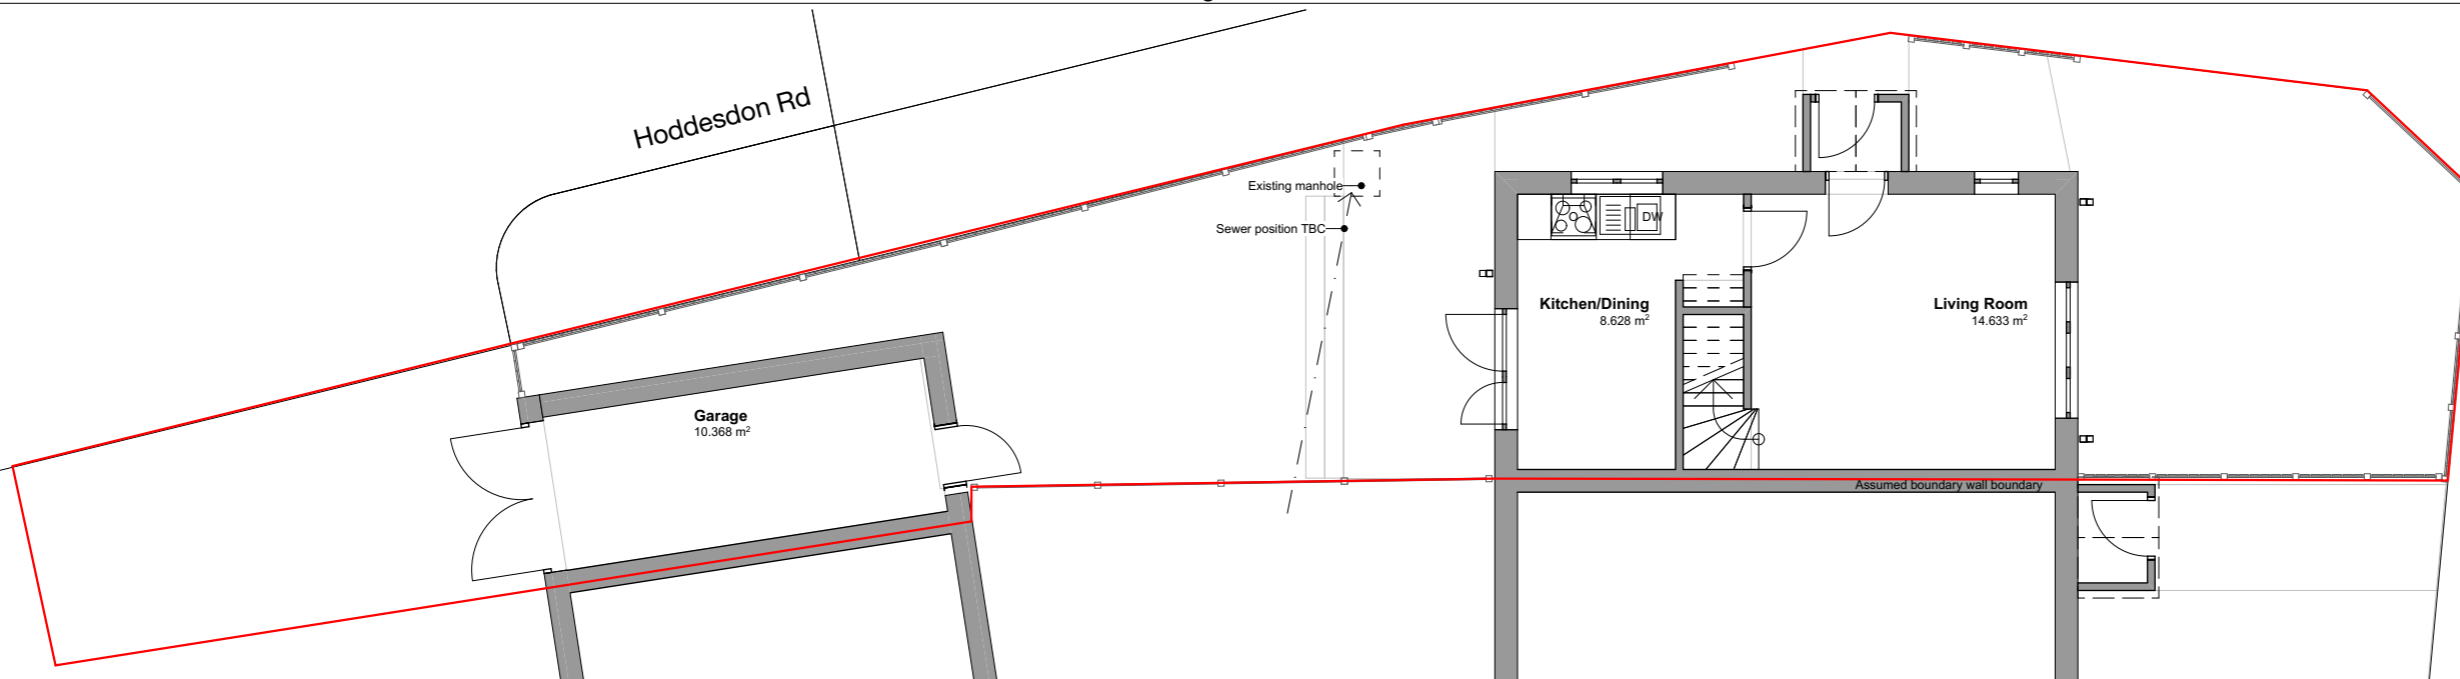 Hoddesdon Rd
Existing manhole
Sewer position TBC
DW
Kitchen/Dining
8.628 m²
Living Room
14.633 m²
Garage
10.368 m²
Assumed boundary wall boundary